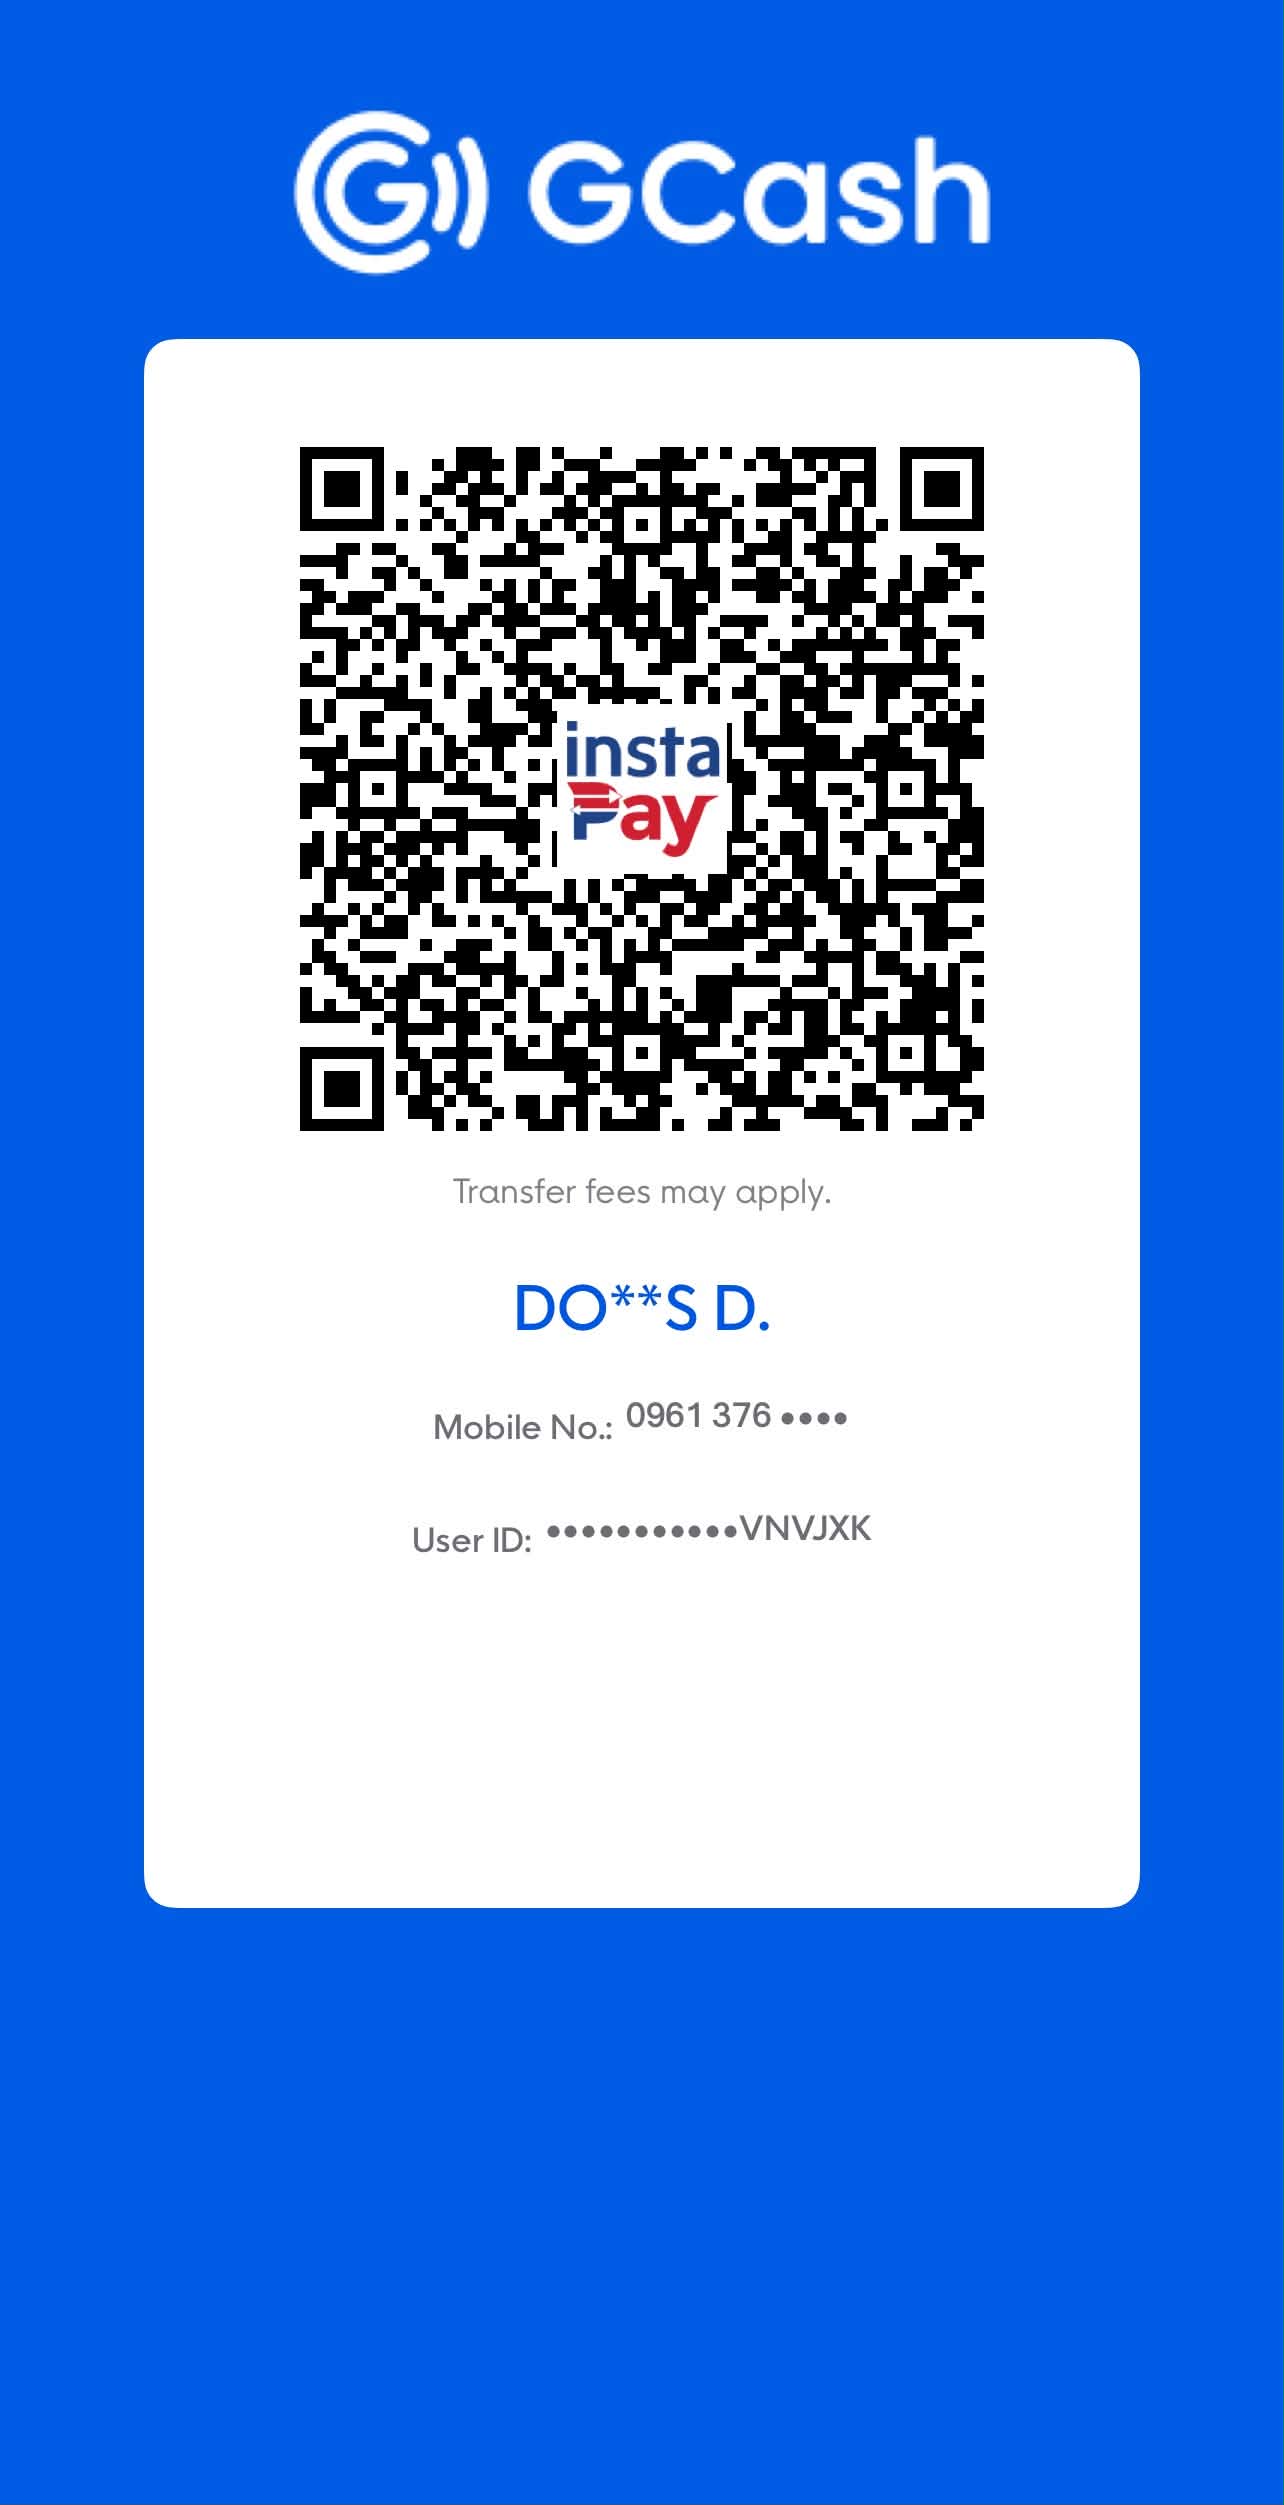 GCash
insta
Pay
Transfer fees may apply.
DO**S D.
Mobile No.: 0961 376 ••••
User ID: •••••••••••VNVJXK